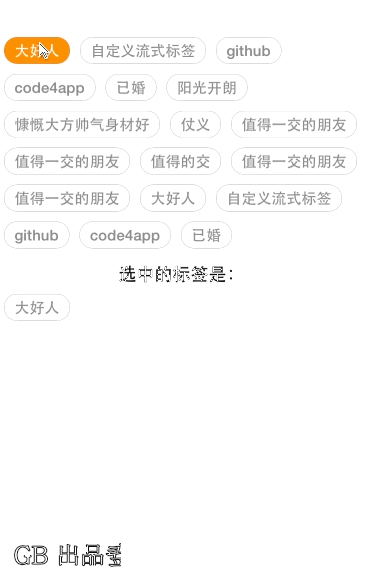 大好人 自定义流式标签 github
code4app 已婚 阳光开朗
慷慨大方帅气身材好 仗义 值得一交的朋友
值得一交的朋友 值得的交 值得一交的朋友
值得一交的朋友 大好人 自定义流式标签
github code4app 已婚
选中的标签是:
大好人
GB 出品